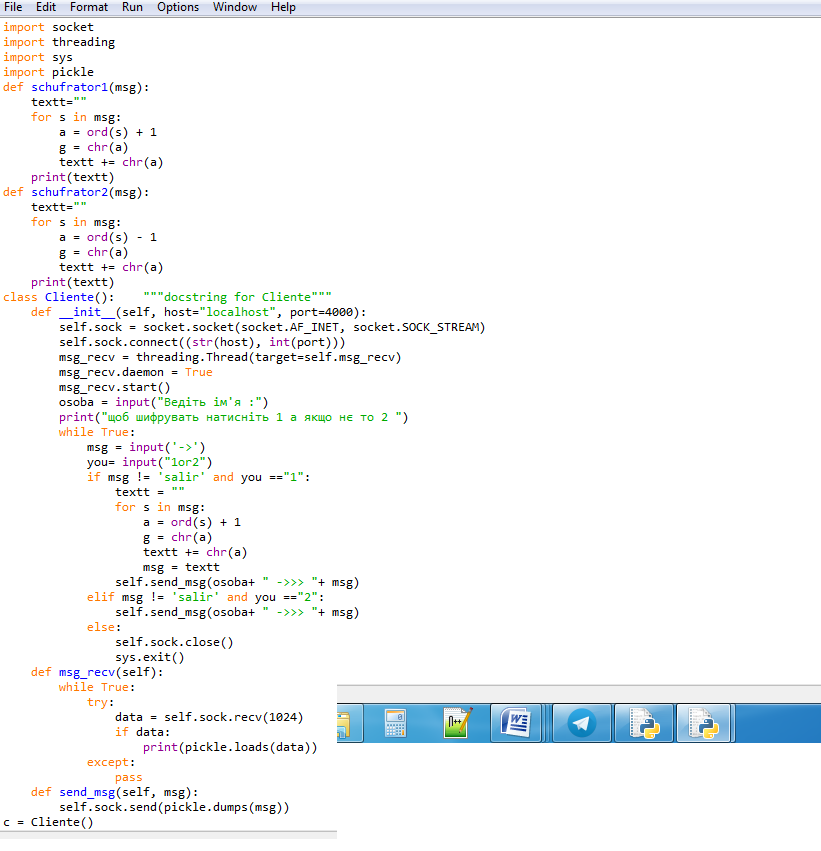 File Edit Format Run Options Window Help
import socket
import threading
import sys
import pickle
def schufrator1(msg):
    textt=""
    for s in msg:
        a = ord(s) + 1
        g = chr(a)
        textt += chr(a)
    print(textt)
def schufrator2(msg):
    textt=""
    for s in msg:
        a = ord(s) - 1
        g = chr(a)
        textt += chr(a)
    print(textt)
class Cliente():    """docstring for Cliente"""
    def __init__(self, host="localhost", port=4000):
        self.sock = socket.socket(socket.AF_INET, socket.SOCK_STREAM)
        self.sock.connect((str(host), int(port)))
        msg_recv = threading.Thread(target=self.msg_recv)
        msg_recv.daemon = True
        msg_recv.start()
        osoba = input("Ведіть ім'я :")
        print("щоб шифрувать натисніть 1 а якщо нє то 2 ")
        while True:
            msg = input('->')
            you= input("1or2")
            if msg != 'salir' and you =="1":
                textt = ""
                for s in msg:
                    a = ord(s) + 1
                    g = chr(a)
                    textt += chr(a)
                    msg = textt
                self.send_msg(osoba+ " ->>> "+ msg)
            elif msg != 'salir' and you =="2":
                self.send_msg(osoba+ " ->>> "+ msg)
            else:
                self.sock.close()
                sys.exit()
    def msg_recv(self):
        while True:
            try:
                data = self.sock.recv(1024)
                if data:
                    print(pickle.loads(data))
            except:
                pass
    def send_msg(self, msg):
        self.sock.send(pickle.dumps(msg))
c = Cliente()